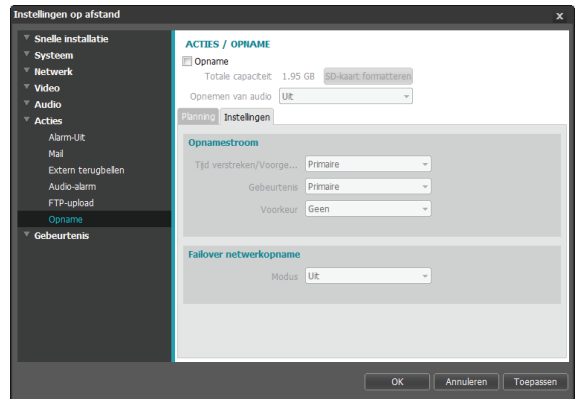 Instellingen op afstand
x
Snelle installatie
Systeem
Netwerk
Video
Audio
Acties
Alarm-Uit
Mail
Extern terugbellen
Audio-alarm
FTP-upload
Opname
Gebeurtenis
ACTIES / OPNAME
Opname
Totale capaciteit 1.95 GB SD-kaart formatteren
Opnemen van audio Uit
Planning Instellingen
Opnamestroom
Tijd verstreken/Voorge... Primaire
Gebeurtenis Primaire
Voorkeur Geen
Failover netwerkopname
Modus Uit
OK Annuleren Toepassen